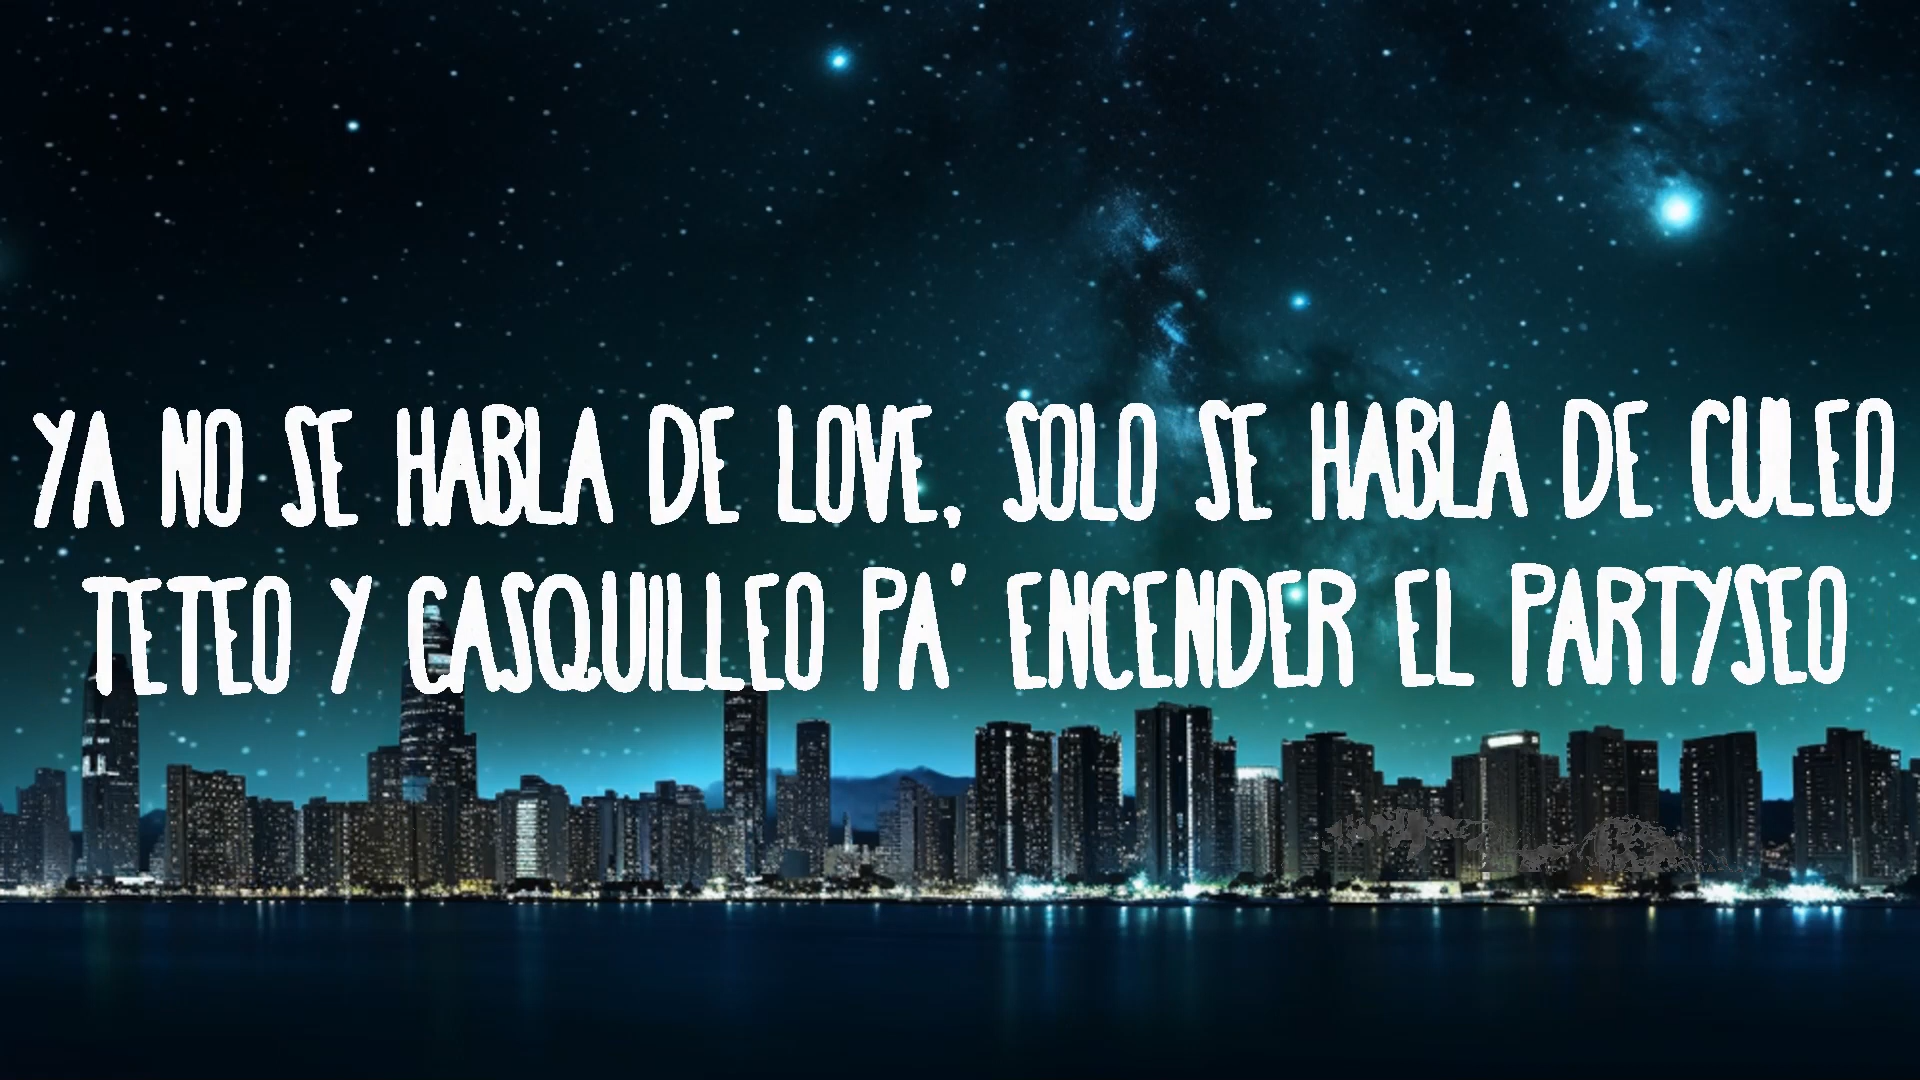 YA NO SE HABLA DE LOVE, SOLO SE HABLA DE CULEO
TETEO Y CASQUILLEO PA' ENCENDER EL PARTYSEO